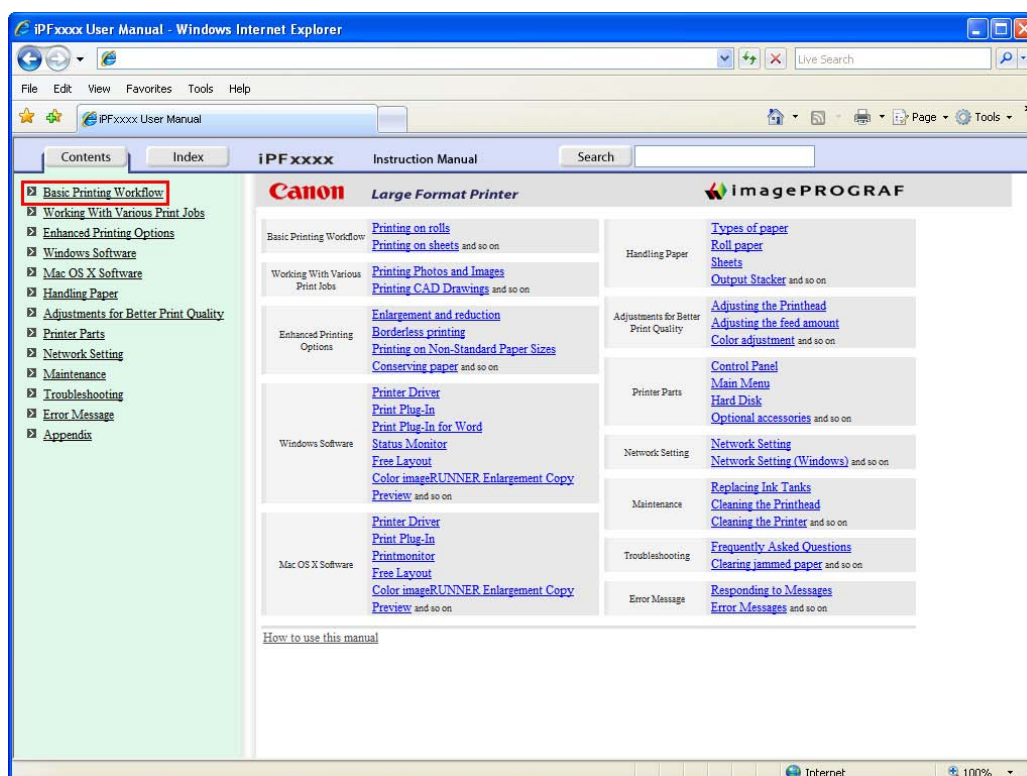 iPFxxxx User Manual - Windows Internet Explorer
Live Search
File Edit View Favorites Tools Help
iPFxxxx User Manual
Page Tools
Contents Index iPFxxxx Instruction Manual Search
Basic Printing Workflow
Working With Various Print Jobs
Enhanced Printing Options
Windows Software
Mac OS X Software
Handling Paper
Adjustments for Better Print Quality
Printer Parts
Network Setting
Maintenance
Troubleshooting
Error Message
Appendix
Canon Large Format Printer imagePROGRAF
Basic Printing Workflow
Printing on rolls
Printing on sheets and so on
Working With Various
Print Jobs
Printing Photos and Images
Printing CAD Drawings and so on
Enhanced Printing
Options
Enlargement and reduction
Borderless printing
Printing on Non-Standard Paper Sizes
Conserving paper and so on
Windows Software
Printer Driver
Print Plug-In
Print Plug-In for Word
Status Monitor
Free Layout
Color imageRUNNER Enlargement Copy
Preview and so on
Mac OS X Software
Printer Driver
Print Plug-In
Printmonitor
Free Layout
Color imageRUNNER Enlargement Copy
Preview and so on
Handling Paper
Types of paper
Roll paper
Sheets
Output Stacker and so on
Adjustments for Better
Print Quality
Adjusting the Printhead
Adjusting the feed amount
Color adjustment and so on
Printer Parts
Control Panel
Main Menu
Hard Disk
Optional accessories and so on
Network Setting
Network Setting
Network Setting (Windows) and so on
Maintenance
Replacing Ink Tanks
Cleaning the Printhead
Cleaning the Printer and so on
Troubleshooting
Frequently Asked Questions
Clearing jammed paper and so on
Error Message
Responding to Messages
Error Messages and so on
How to use this manual
Internet 100%